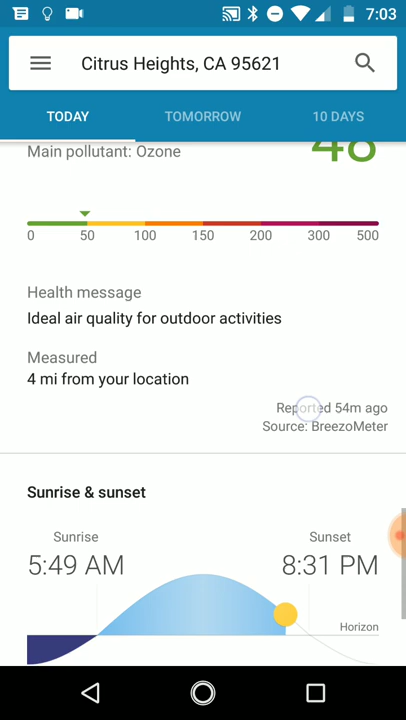 7:03
Citrus Heights, CA 95621
TODAY TOMORROW 10 DAYS
Main pollutant: Ozone 48
0 50 100 150 200 300 500
Health message
Ideal air quality for outdoor activities
Measured
4 mi from your location
Reported 54m ago
Source: BreezoMeter
Sunrise & sunset
Sunrise Sunset
5:49 AM 8:31 PM
Horizon